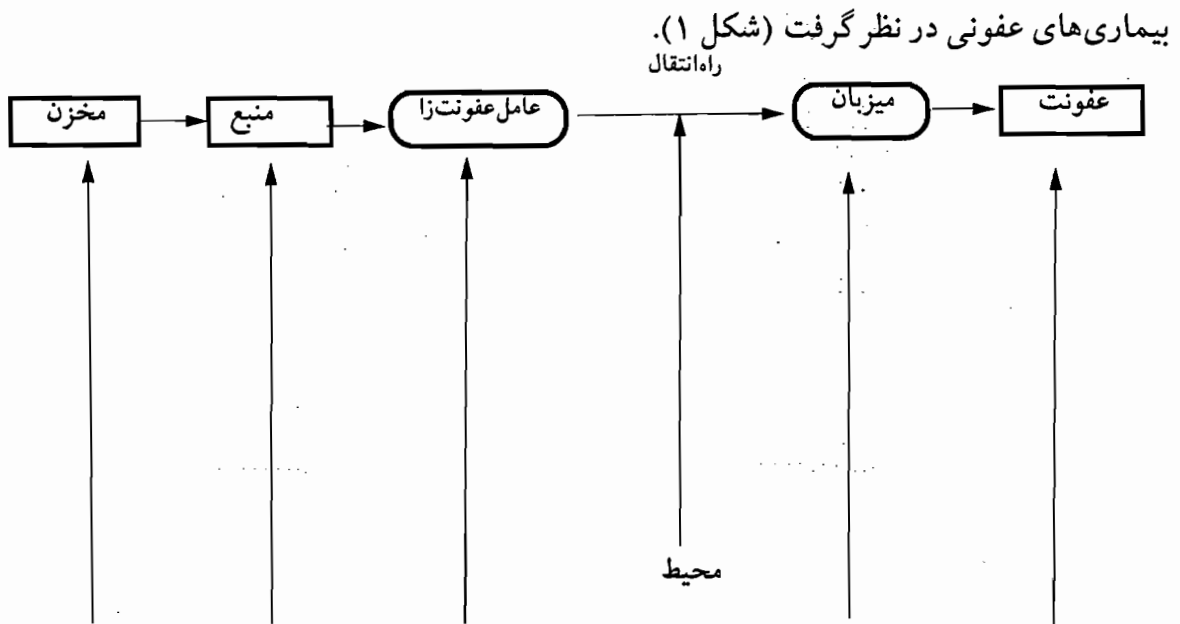 بیماری‌های عفونی در نظر گرفت (شکل ۱).
راه‌انتقال
مخزن
منبع
عامل‌عفونت‌زا
میزبان
عفونت
محیط